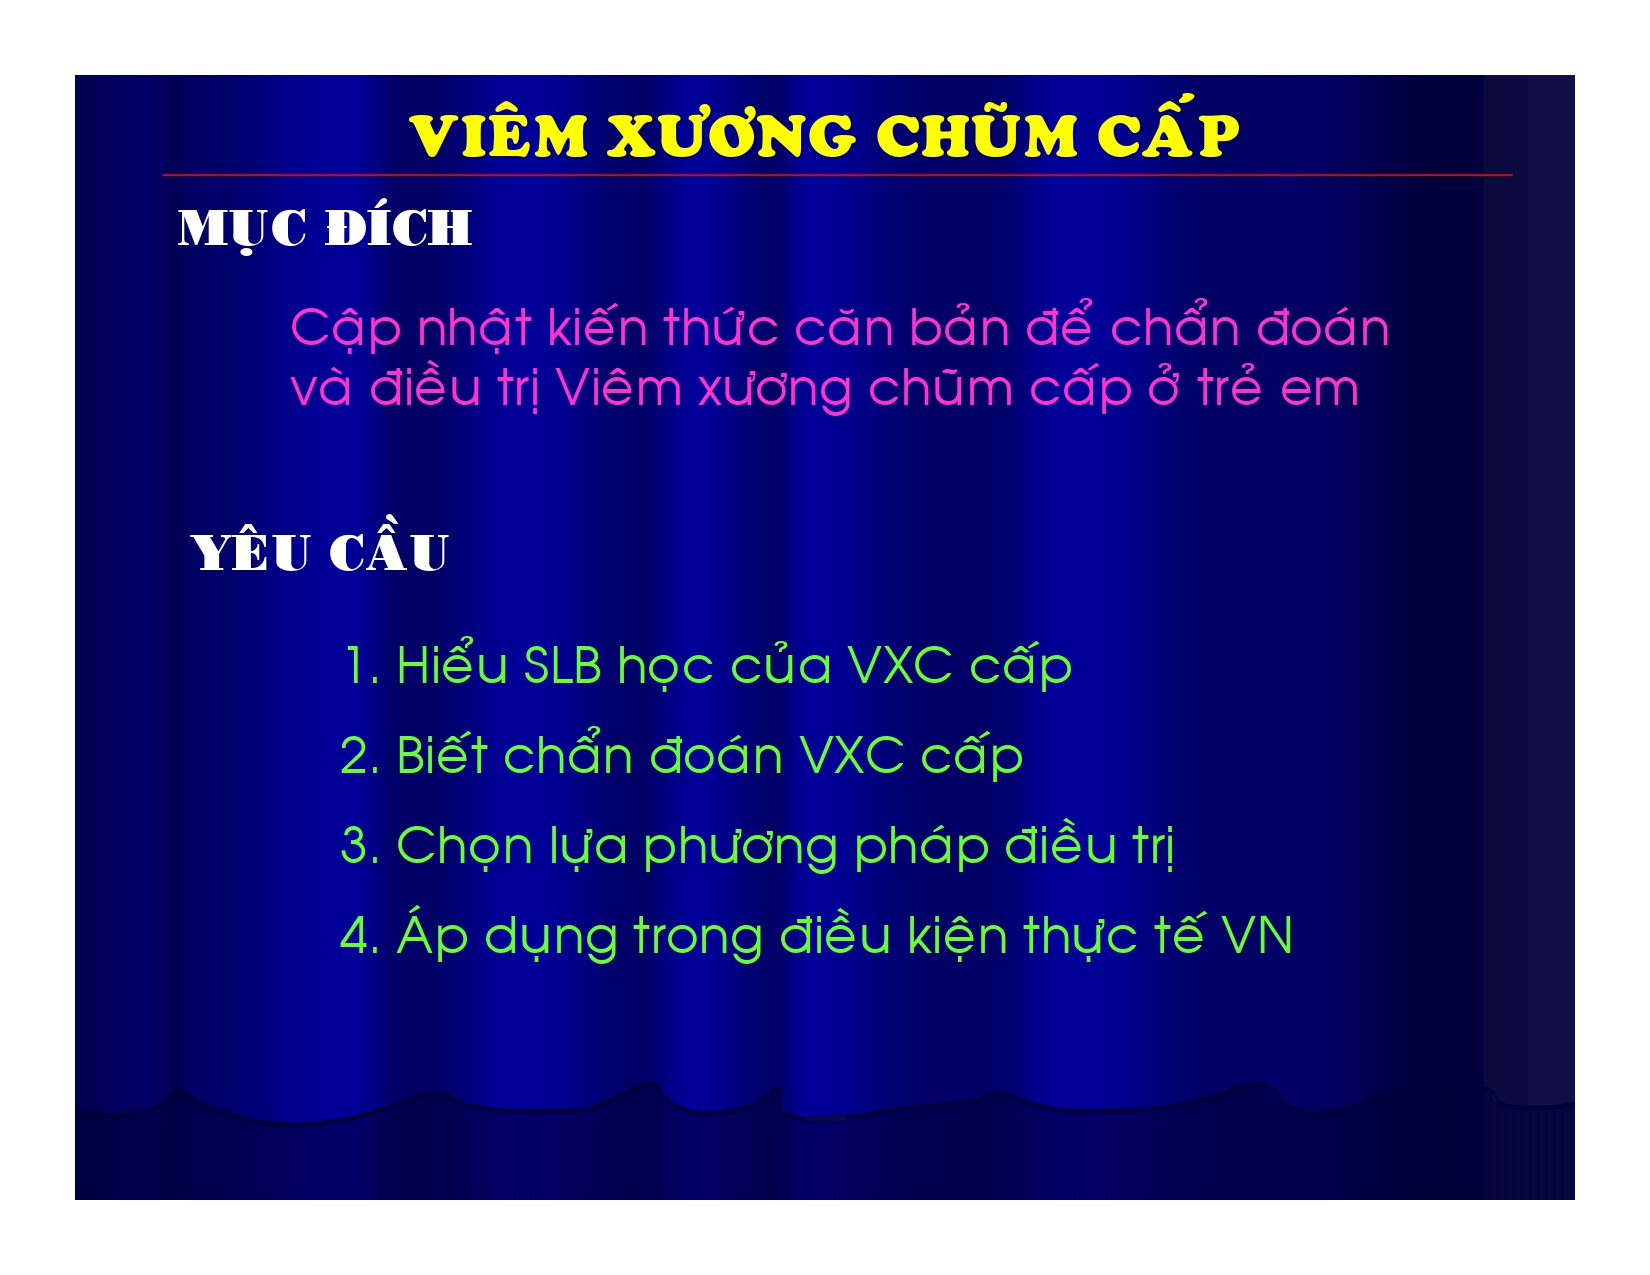 VIÊM XƯƠNG CHŨM CẤP
MỤC ĐÍCH
Cập nhật kiến thức căn bản để chẩn đoán
và điều trị Viêm xương chũm cấp ở trẻ em
YÊU CẦU
1. Hiểu SLB học của VXC cấp
2. Biết chẩn đoán VXC cấp
3. Chọn lựa phương pháp điều trị
4. Áp dụng trong điều kiện thực tế VN